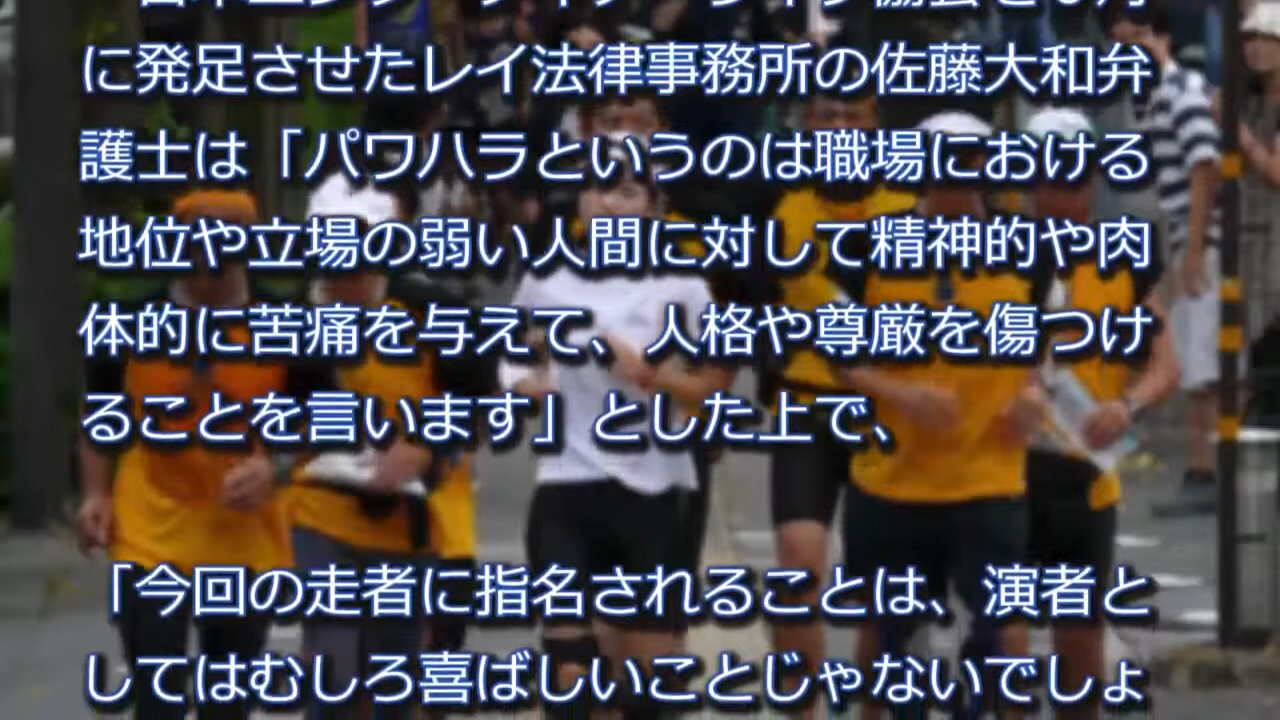 に発足させたレイ法律事務所の佐藤大和弁
護士は「パワハラというのは職場における
地位や立場の弱い人間に対して精神的や肉
体的に苦痛を与えて、人格や尊厳を傷つけ
ることを言います」とした上で、
「今回の走者に指名されることは、演者と
してはむしろ喜ばしいことじゃないでしょ